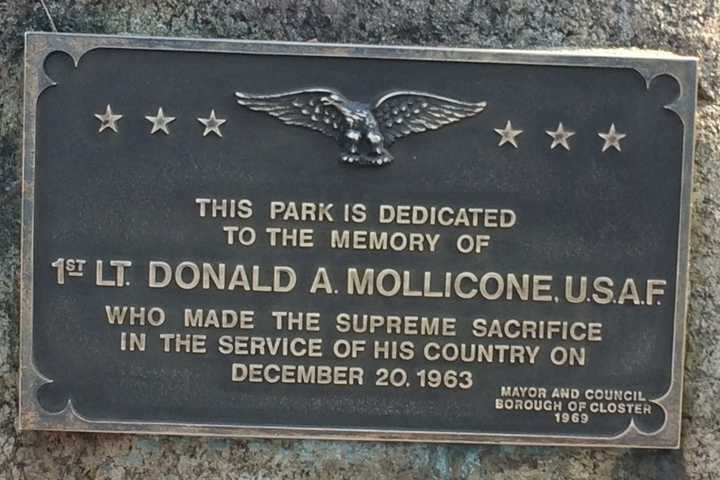 THIS PARK IS DEDICATED
TO THE MEMORY OF
1ST LT. DONALD A. MOLLICONE, U.S.A.F.
WHO MADE THE SUPREME SACRIFICE
IN THE SERVICE OF HIS COUNTRY ON
DECEMBER 20, 1963
MAYOR AND COUNCIL
BOROUGH OF CLOSTER
1969